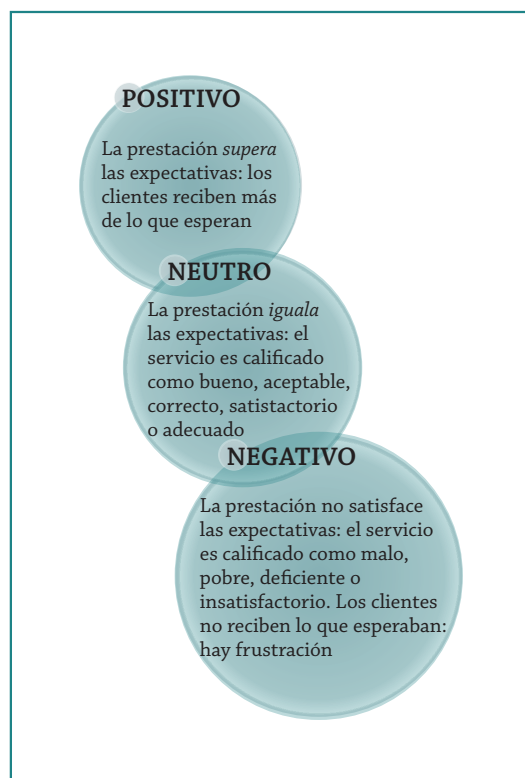 POSITIVO
La prestación supera
las expectativas: los
clientes reciben más
de lo que esperan
NEUTRO
La prestación iguala
las expectativas: el
servicio es calificado
como bueno, aceptable,
correcto, satistactorio
o adecuado
NEGATIVO
La prestación no satisface
las expectativas: el servicio
es calificado como malo,
pobre, deficiente o
insatisfactorio. Los clientes
no reciben lo que esperaban:
hay frustración